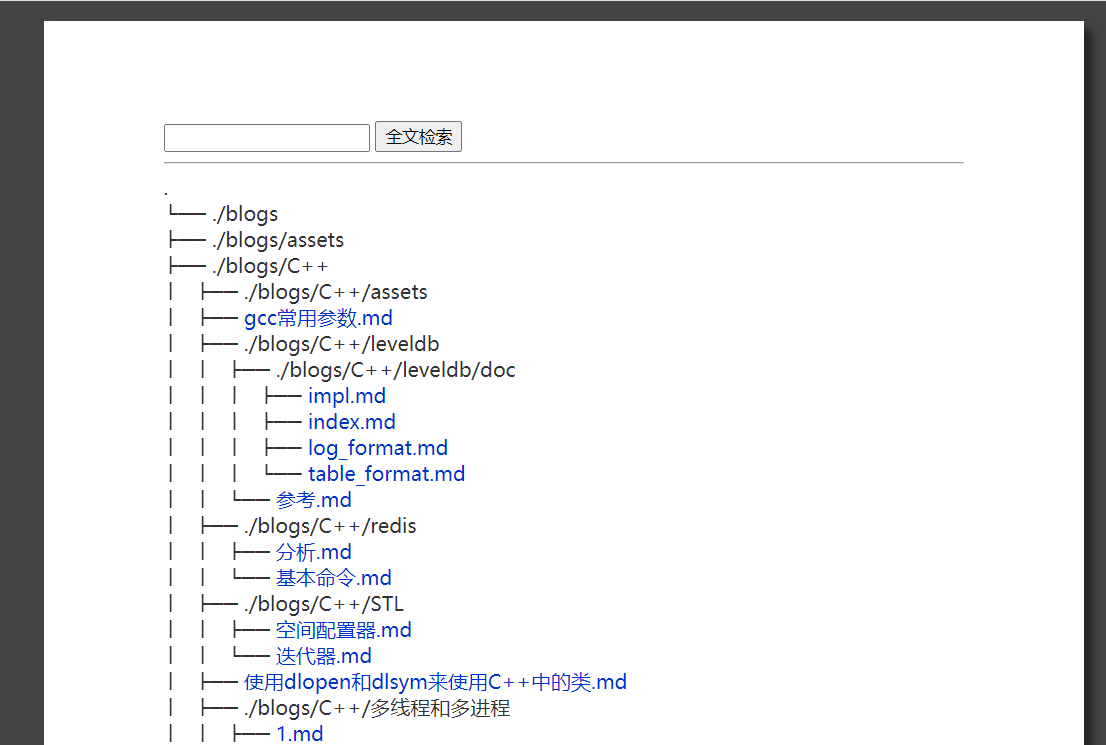 全文检索
.
└── ./blogs
├── ./blogs/assets
├── ./blogs/C++
│   ├── ./blogs/C++/assets
│   ├── gcc常用参数.md
│   ├── ./blogs/C++/leveldb
│   │   ├── ./blogs/C++/leveldb/doc
│   │   │   ├── impl.md
│   │   │   ├── index.md
│   │   │   ├── log_format.md
│   │   │   └── table_format.md
│   │   └── 参考.md
│   ├── ./blogs/C++/redis
│   │   ├── 分析.md
│   │   └── 基本命令.md
│   ├── ./blogs/C++/STL
│   │   ├── 空间配置器.md
│   │   └── 迭代器.md
│   ├── 使用dlopen和dlsym来使用C++中的类.md
│   ├── ./blogs/C++/多线程和多进程
│   │   ├── 1.md